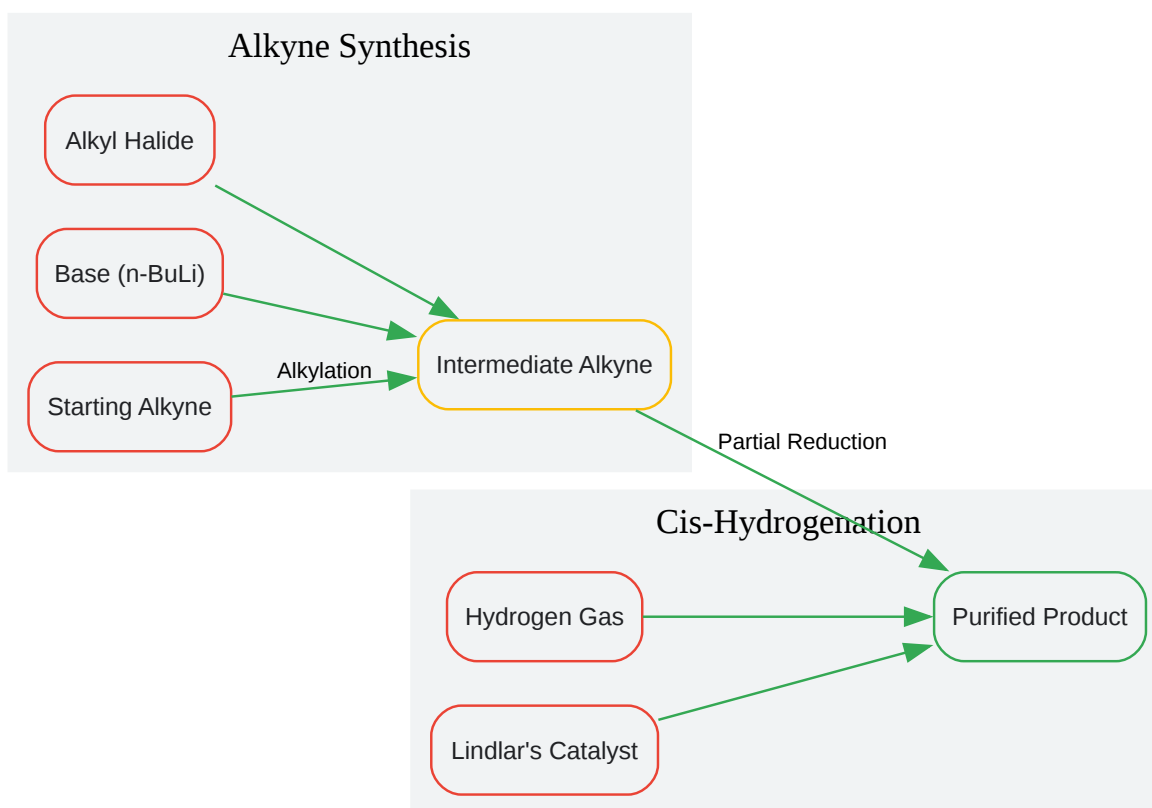 Alkyne Synthesis
Alkyl Halide
Base (n-BuLi)
Starting Alkyne
Alkylation
Intermediate Alkyne
Partial Reduction
Cis-Hydrogenation
Hydrogen Gas
Lindlar's Catalyst
Purified Product